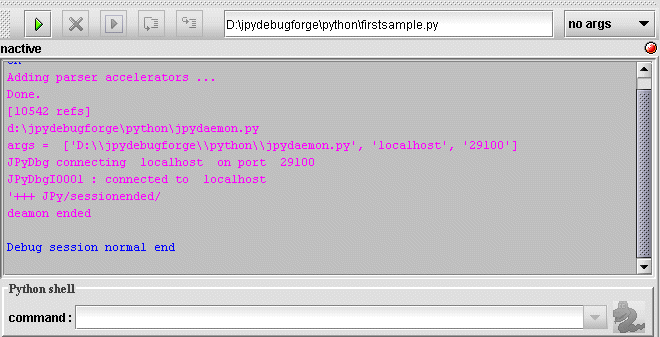 D:\jpydebugforge\python\firstsample.py no args
nactive
Adding parser accelerators ...
Done.
[10542 refs]
d:\jpydebugforge\python\jpydaemon.py
args =  ['D:\\jpydebugforge\\python\\jpydaemon.py', 'localhost', '29100']
JPyDbg connecting  localhost  on port  29100
JPyDbgI0001 : connected to  localhost
'+++ JPy/sessionended/
deamon ended
Debug session normal end
Python shell
command :